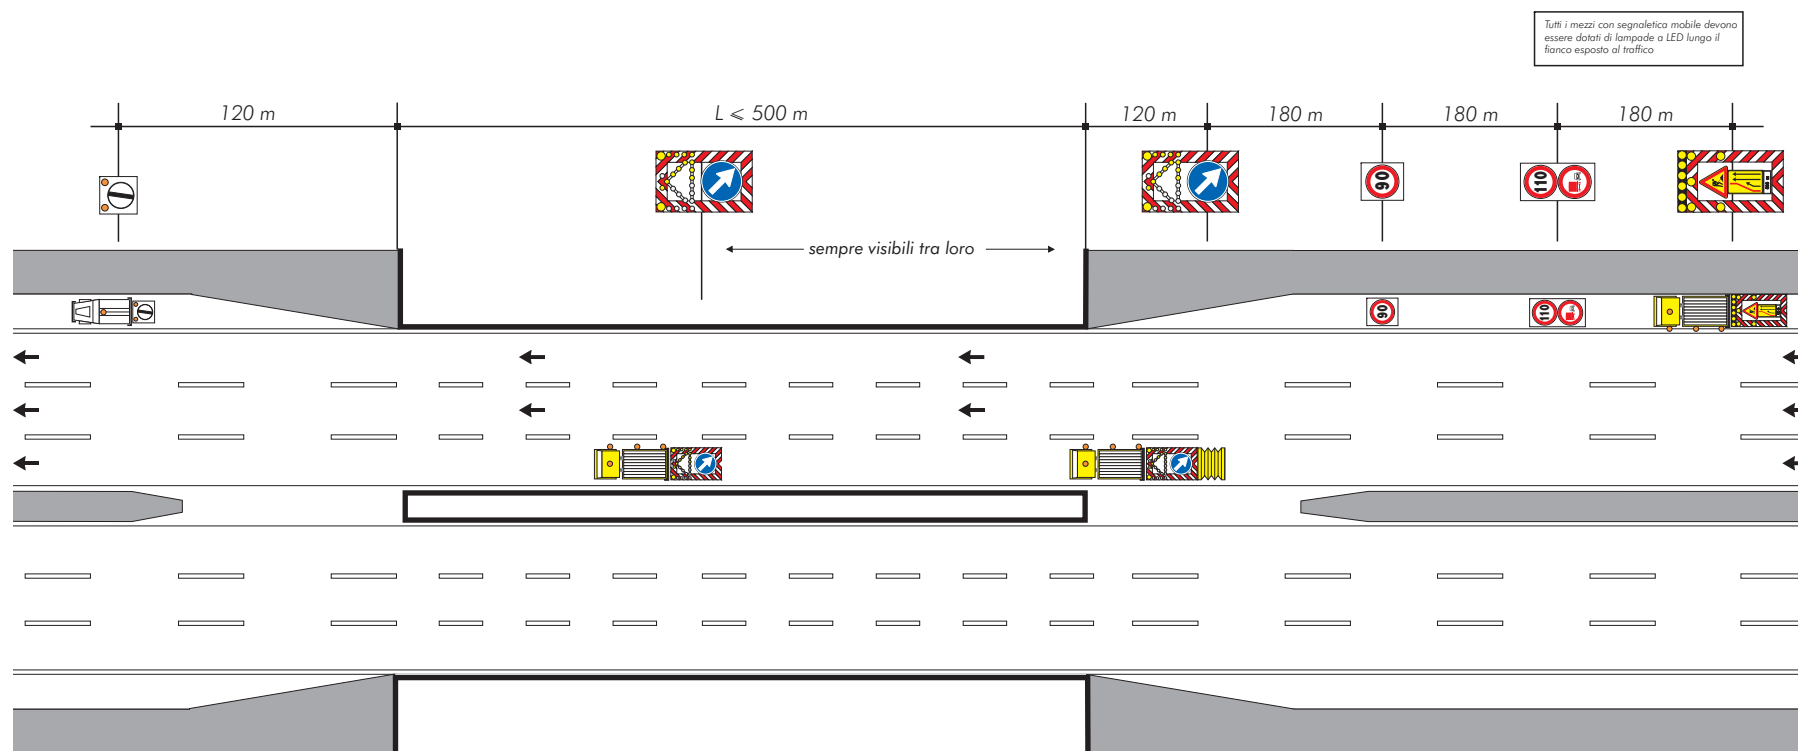 Tutti i mezzi con segnaletica mobile devono
essere dotati di lampade a LED lungo il
fianco esposto al traffico
120 m
L ⩽ 500 m
120 m
180 m
180 m
180 m
90
110
sempre visibili tra loro
90
110